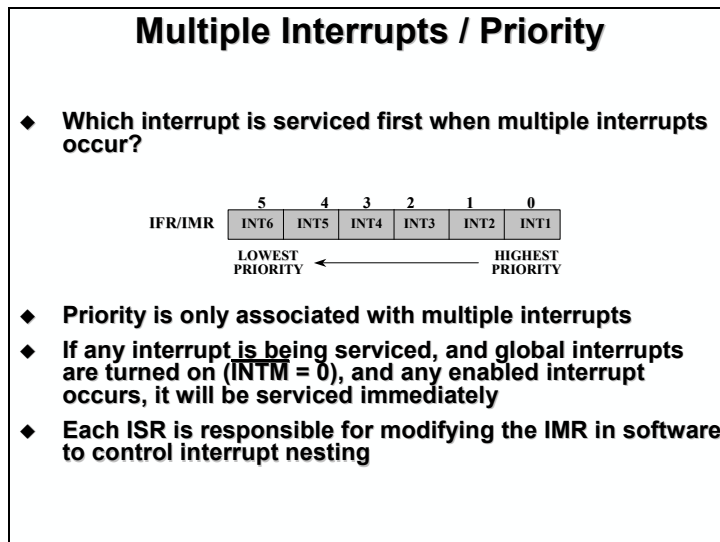 Multiple Interrupts / Priority
◆ Which interrupt is serviced first when multiple interrupts
occur?
5 4 3 2 1 0
IFR/IMR INT6 INT5 INT4 INT3 INT2 INT1
LOWEST HIGHEST
PRIORITY PRIORITY
◆ Priority is only associated with multiple interrupts
◆ If any interrupt is being serviced, and global interrupts
are turned on (INTM = 0), and any enabled interrupt
occurs, it will be serviced immediately
◆ Each ISR is responsible for modifying the IMR in software
to control interrupt nesting